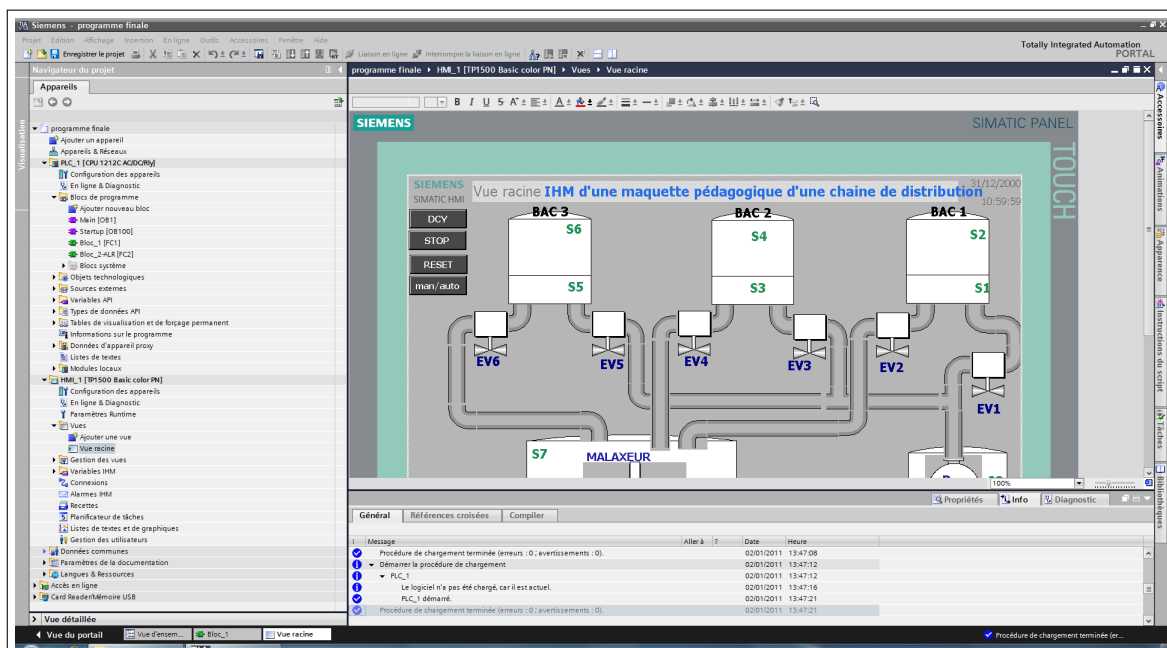 Siemens - programme finale
Projet Edition Affichage Insertion En ligne Outils Accessoires Fenêtre Aide
Totally Integrated Automation
PORTAL
Enregistrer le projet
Liaison en ligne
Interrompre la liaison en ligne
Navigateur du projet
programme finale HMI_1 [TP1500 Basic color PN] Vues Vue racine
Appareils
programme finale
Ajouter un appareil
Appareils & Réseaux
PLC_1 [CPU 1212C AC/DC/Rly]
Configuration des appareils
En ligne & Diagnostic
Blocs de programme
Ajouter nouveau bloc
Main [OB1]
Startup [OB100]
Bloc_1 [FC1]
Bloc_2-ALR [FC2]
Blocs système
Objets technologiques
Sources externes
Variables API
Types de données API
Tables de visualisation et de forçage permanent
Informations sur le programme
Données d'appareil proxy
Listes de textes
Modules locaux
HMI_1 [TP1500 Basic color PN]
Configuration des appareils
En ligne & Diagnostic
Paramètres Runtime
Vues
Ajouter une vue
Vue racine
Gestion des vues
Variables IHM
Connexions
Alarmes IHM
Recettes
Planificateur de tâches
Listes de textes et de graphiques
Gestion des utilisateurs
Données communes
Paramètres de la documentation
Langues & Ressources
Accès en ligne
Card Reader/Mémoire USB
Vue détaillée
Visualisation
B I U S A
SIEMENS
SIMATIC PANEL
TOUCH
SIEMENS
SIMATIC HMI
Vue racine IHM d'une maquette pédagogique d'une chaine de distribution
31/12/2000
10:59:59
DCY
STOP
RESET
man/auto
BAC 3 BAC 2 BAC 1
S6 S4 S2
S5 S3 S1
EV6 EV5 EV4 EV3 EV2
EV1
S7 MALAXEUR
100%
Accessoires
Animations
Apparence
Instructions du script
Tâches
Bibliothèques
Propriétés Info Diagnostic
Général Références croisées Compiler
! Message Aller à ? Date Heure
Procédure de chargement terminée (erreurs : 0 ; avertissements : 0). 02/01/2011 13:47:08
Démarrer la procédure de chargement 02/01/2011 13:47:12
PLC_1 02/01/2011 13:47:12
Le logiciel n'a pas été chargé, car il est actuel. 02/01/2011 13:47:16
PLC_1 démarré. 02/01/2011 13:47:21
Procédure de chargement terminée (erreurs : 0 ; avertissements : 0). 02/01/2011 13:47:21
Vue du portail Vue d'ensem... Bloc_1 Vue racine
Procédure de chargement terminée (er...